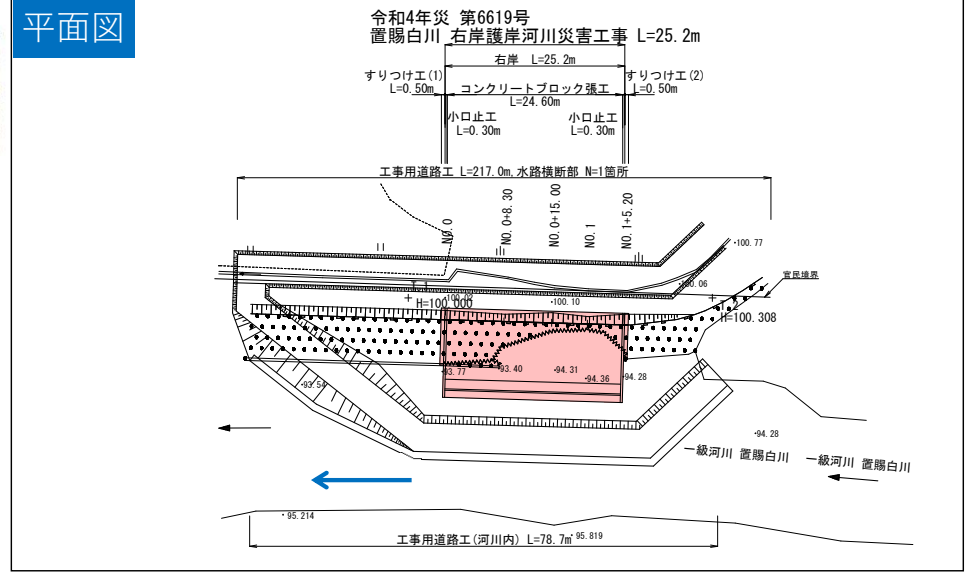 平面図
令和4年災 第6619号
置賜白川 右岸護岸河川災害工事 L=25.2m
右岸 L=25.2m
すりつけ工(1)
L=0.50m
すりつけ工(2)
L=0.50m
コンクリートブロック張工
L=24.60m
小口止工
L=0.30m
小口止工
L=0.30m
工事用道路工 L=217.0m,水路横断部 N=1箇所
NO.0
NO.0+8.30
NO.0+15.00
NO.1
NO.1+5.20
100.77
官民境界
100.06
100.02
100.10
H=100.000
H=100.308
93.77
93.40
94.31
94.36
94.28
93.54
94.28
一級河川 置賜白川
一級河川 置賜白川
95.214
95.819
工事用道路工(河川内) L=78.7m